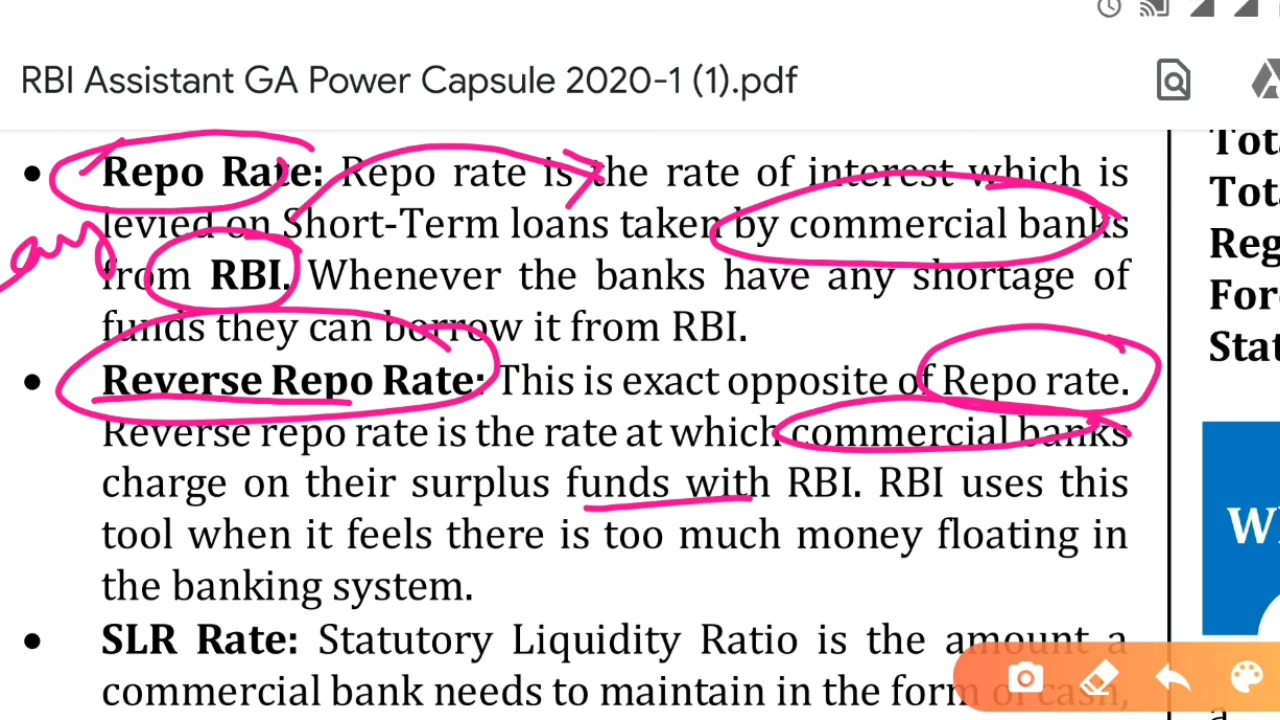 RBI Assistant GA Power Capsule 2020-1 (1).pdf
• Repo Rate: Repo rate is the rate of interest which is
levied on Short-Term loans taken by commercial banks
from RBI. Whenever the banks have any shortage of
funds they can borrow it from RBI.
• Reverse Repo Rate: This is exact opposite of Repo rate.
Reverse repo rate is the rate at which commercial banks
charge on their surplus funds with RBI. RBI uses this
tool when it feels there is too much money floating in
the banking system.
• SLR Rate: Statutory Liquidity Ratio is the amount a
commercial bank needs to maintain in the form of cash,